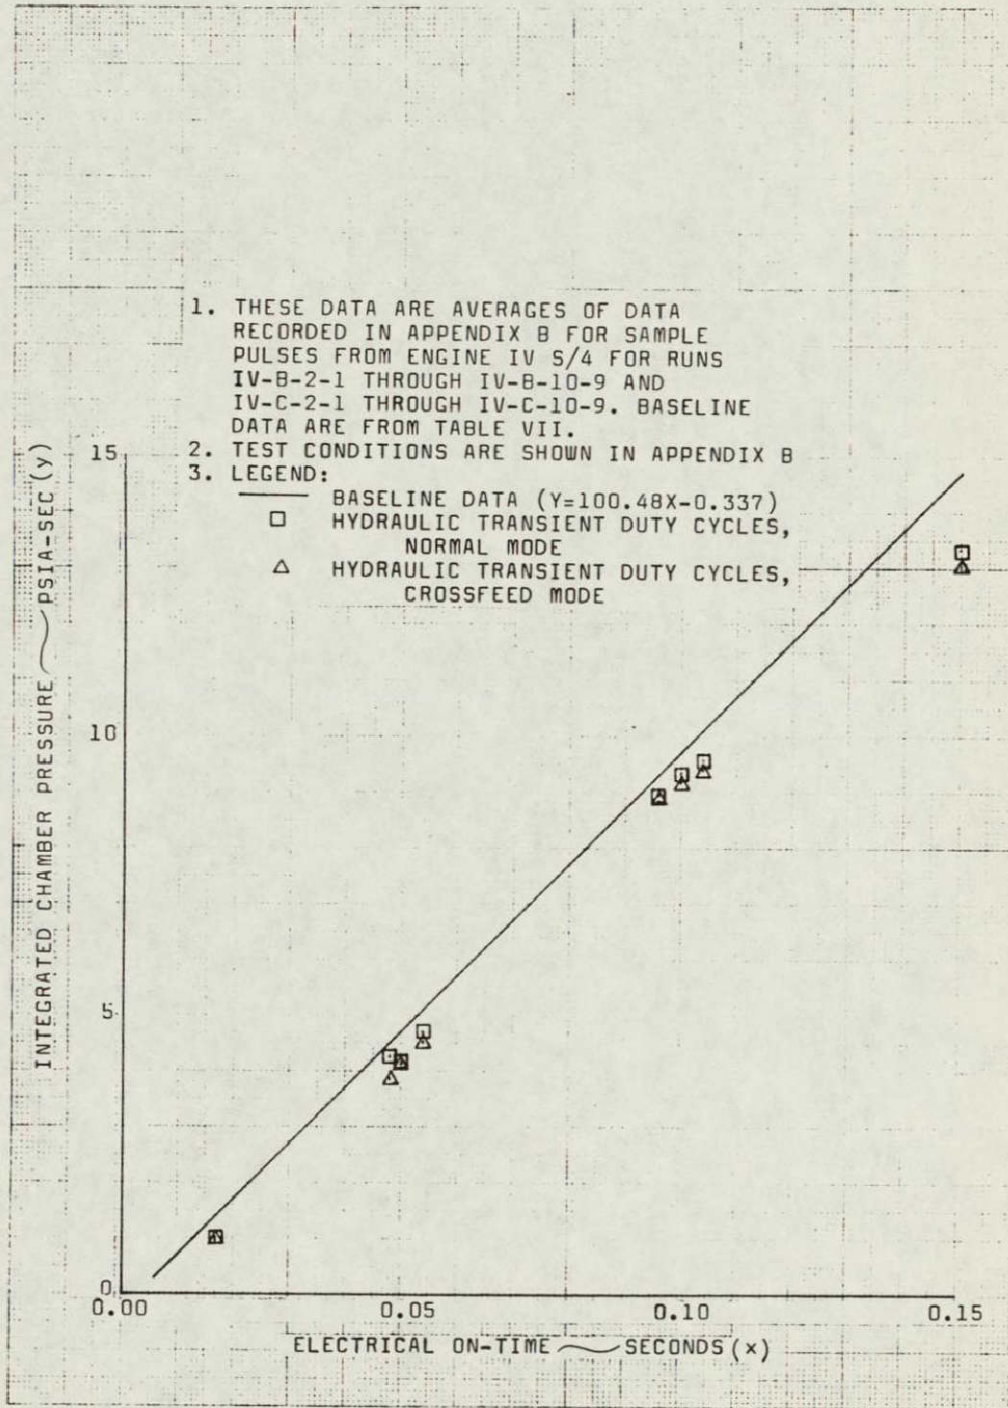 1. THESE DATA ARE AVERAGES OF DATA
RECORDED IN APPENDIX B FOR SAMPLE
PULSES FROM ENGINE IV S/4 FOR RUNS
IV-B-2-1 THROUGH IV-B-10-9 AND
IV-C-2-1 THROUGH IV-C-10-9. BASELINE
DATA ARE FROM TABLE VII.
2. TEST CONDITIONS ARE SHOWN IN APPENDIX B
3. LEGEND:
BASELINE DATA (Y=100.48X-0.337)
HYDRAULIC TRANSIENT DUTY CYCLES,
NORMAL MODE
HYDRAULIC TRANSIENT DUTY CYCLES,
CROSSFEED MODE
INTEGRATED CHAMBER PRESSURE ~ PSIA-SEC (y)
15
10
5
0
0.00
0.05
0.10
0.15
ELECTRICAL ON-TIME ~ SECONDS (x)